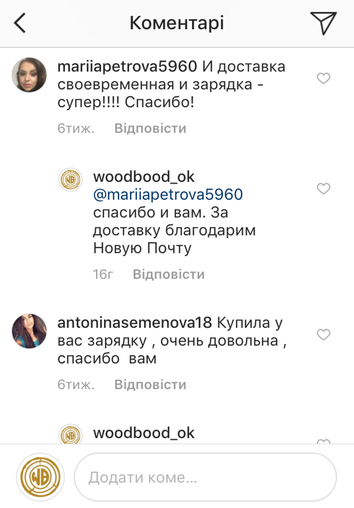 Коментарі
mariiapetrova5960 И доставка
своевременная и зарядка -
супер!!!! Спасибо!
6тиж. Відповісти
woodbood_ok
@mariiapetrova5960
спасибо и вам. За
доставку благодарим
Новую Почту
16г Відповісти
antoninasemenova18 Купила у
вас зарядку , очень довольна ,
спасибо вам
6тиж. Відповісти
woodbood_ok
Додати коме...